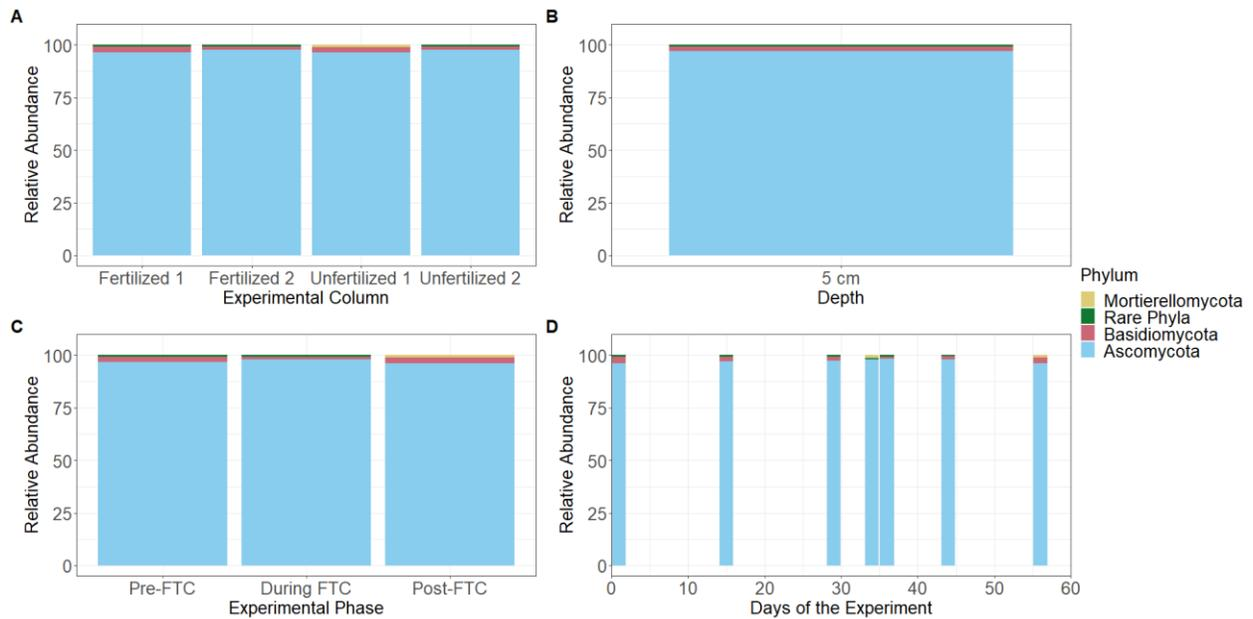 A
Relative Abundance
100
75
50
25
0
Fertilized 1 Fertilized 2 Unfertilized 1 Unfertilized 2
Experimental Column
B
Relative Abundance
100
75
50
25
0
5 cm
Depth
C
Relative Abundance
100
75
50
25
0
Pre-FTC During FTC Post-FTC
Experimental Phase
D
Relative Abundance
100
75
50
25
0
0 10 20 30 40 50 60
Days of the Experiment
Phylum
Mortierellomycota
Rare Phyla
Basidiomycota
Ascomycota